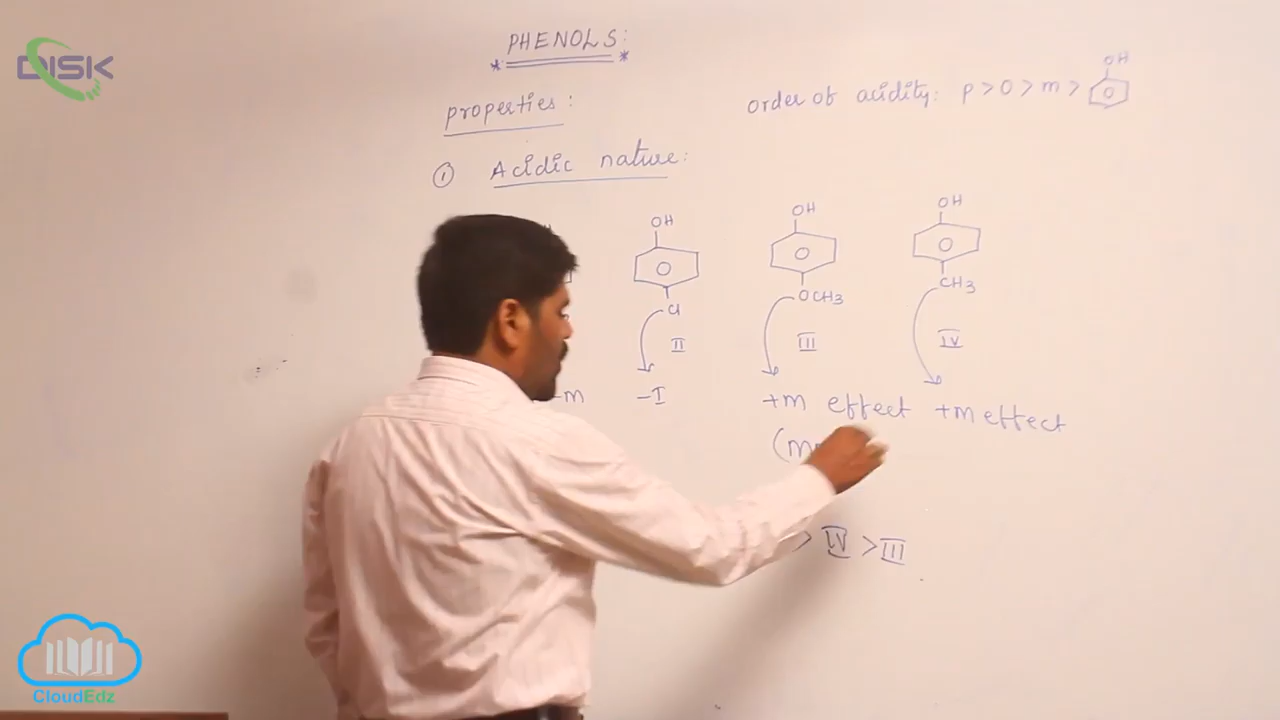 DISK
PHENOLS:
properties:
order of acidity: p > O > m >
OH
O
① Acidic nature:
OH
O
Cl
II
OH
O
OCH3
III
OH
O
CH3
IV
-m
-I
+m effect
+m effect
> IV > III
CloudEdz